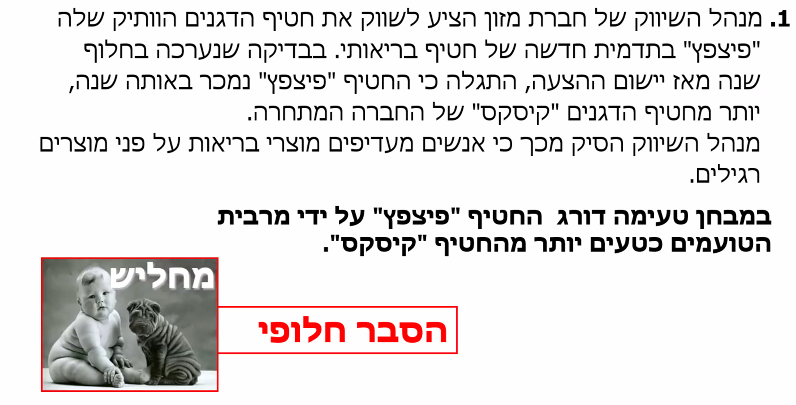 1. מנהל השיווק של חברת מזון הציע לשווק את חטיף הדגנים הוותיק שלה
"פיצפץ" בתדמית חדשה של חטיף בריאותי. בבדיקה שנערכה בחלוף
שנה מאז יישום ההצעה, התגלה כי החטיף "פיצפץ" נמכר באותה שנה,
יותר מחטיף הדגנים "קיסקס" של החברה המתחרה.
מנהל השיווק הסיק מכך כי אנשים מעדיפים מוצרי בריאות על פני מוצרים
רגילים.
במבחן טעימה דורג החטיף "פיצפץ" על ידי מרבית
הטועמים כטעים יותר מהחטיף "קיסקס".
מחליש
הסבר חלופי